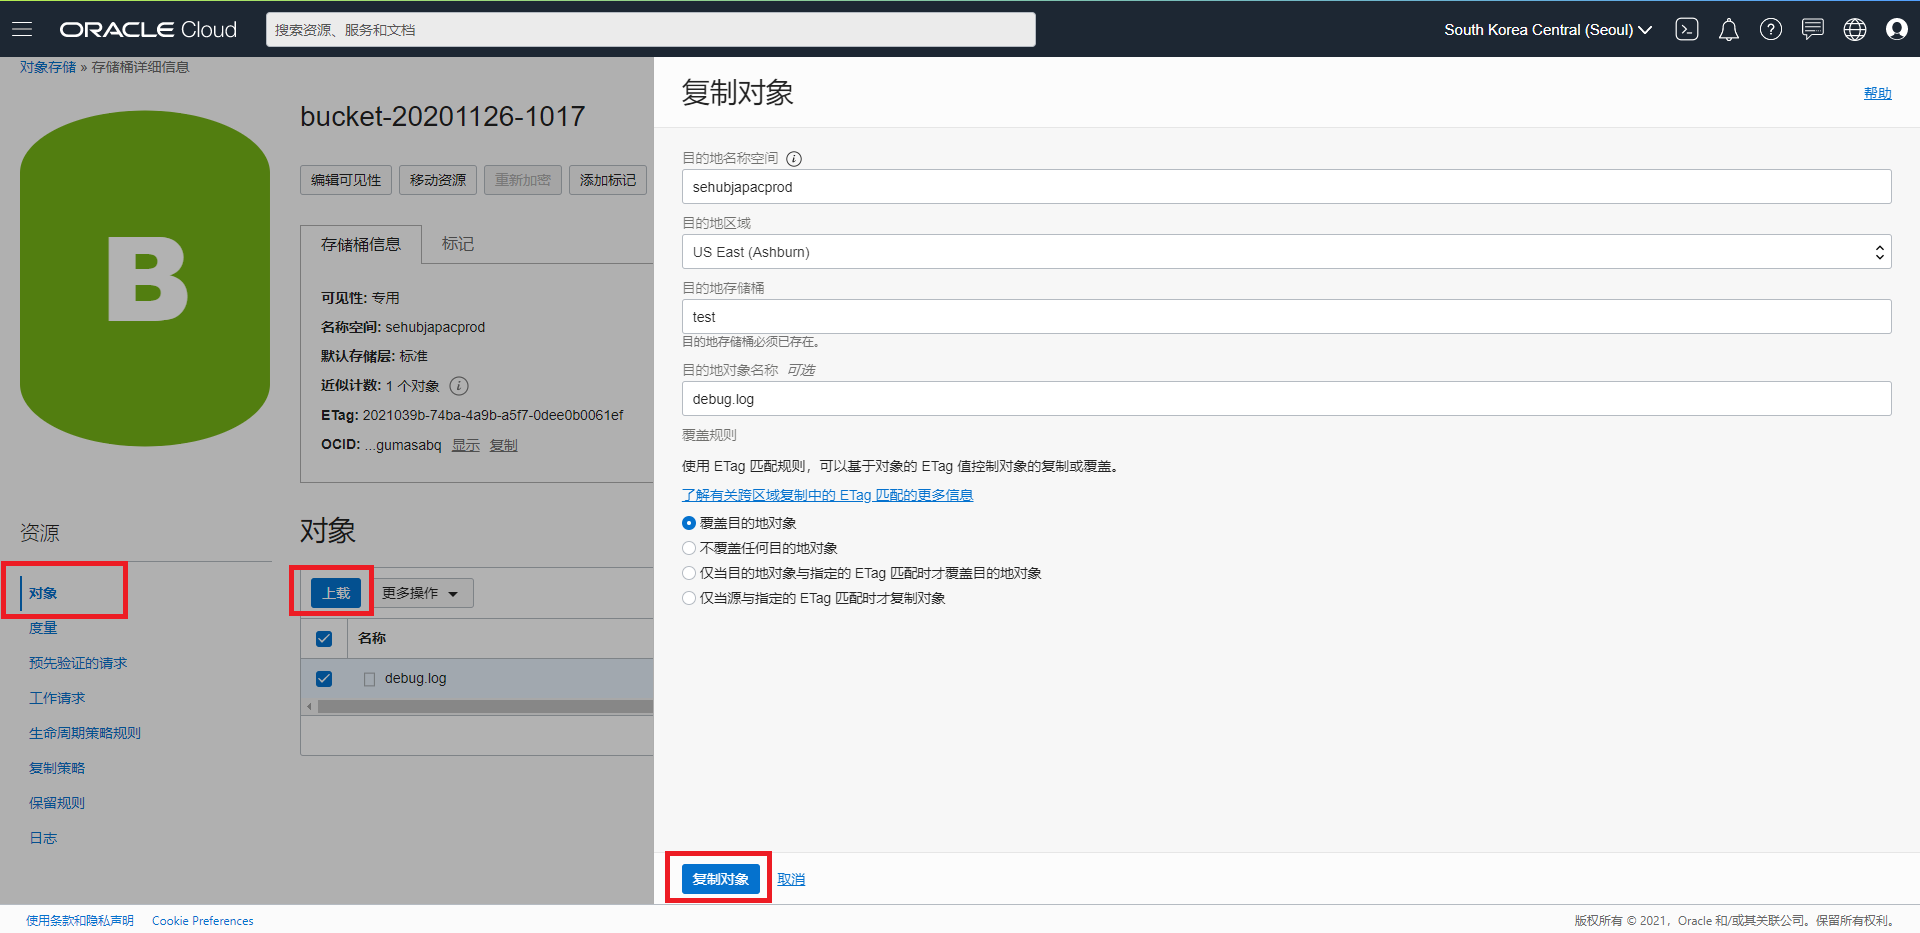 ORACLE Cloud
搜索资源、服务和文档
South Korea Central (Seoul)
对象存储 » 存储桶详细信息
B
bucket-20201126-1017
编辑可见性 移动资源 重新加密 添加标记
存储桶信息 标记
可见性: 专用
名称空间: sehubjapacprod
默认存储层: 标准
近似计数: 1 个对象
ETag: 2021039b-74ba-4a9b-a5f7-0dee0b0061ef
OCID: ...gumasabq 显示 复制
资源
对象
度量
预先验证的请求
工作请求
生命周期策略规则
复制策略
保留规则
日志
对象
上载 更多操作
名称
debug.log
复制对象
帮助
目的地名称空间
sehubjapacprod
目的地区域
US East (Ashburn)
目的地存储桶
test
目的地存储桶必须已存在。
目的地对象名称 可选
debug.log
覆盖规则
使用 ETag 匹配规则，可以基于对象的 ETag 值控制对象的复制或覆盖。
了解有关跨区域复制中的 ETag 匹配的更多信息
覆盖目的地对象
不覆盖任何目的地对象
仅当目的地对象与指定的 ETag 匹配时才覆盖目的地对象
仅当源与指定的 ETag 匹配时才复制对象
复制对象 取消
使用条款和隐私声明 Cookie Preferences
版权所有 © 2021，Oracle 和/或其关联公司。保留所有权利。